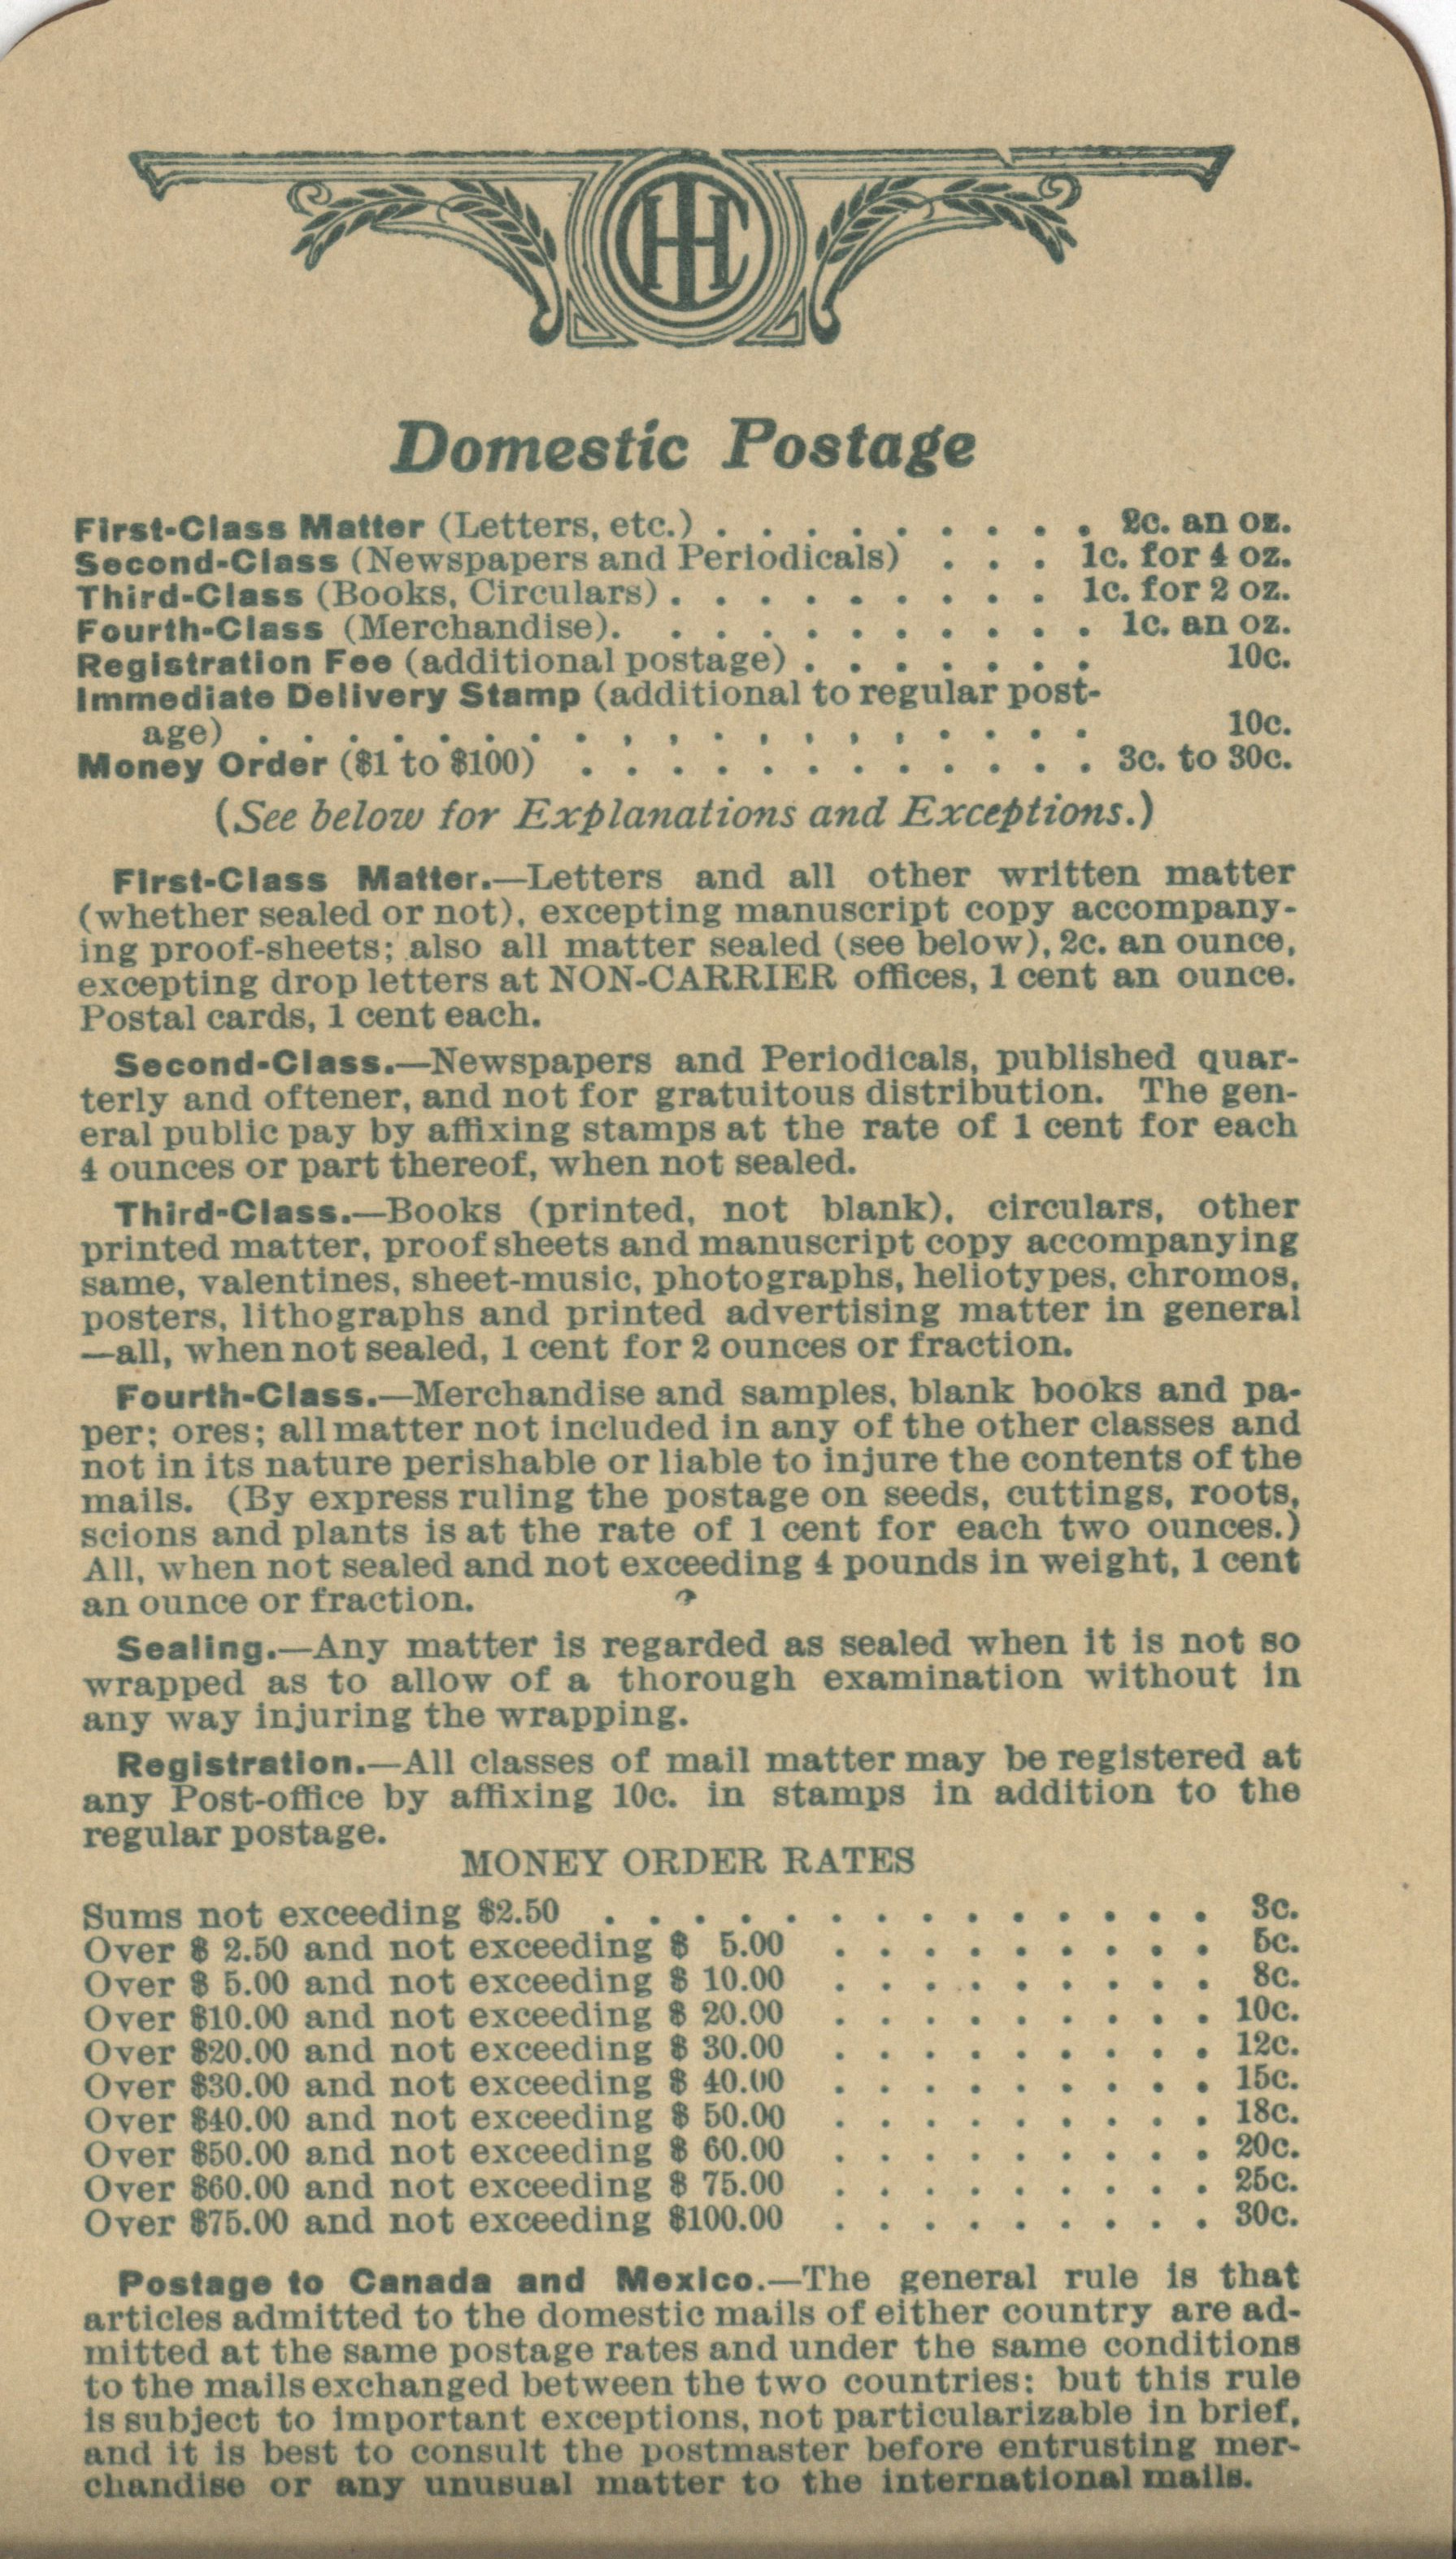 IHC
Domestic Postage
First-Class Matter (Letters, etc.) . . . . . . . . . 2c. an oz.
Second-Class (Newspapers and Periodicals) . . . 1c. for 4 oz.
Third-Class (Books, Circulars) . . . . . . . . . 1c. for 2 oz.
Fourth-Class (Merchandise). . . . . . . . . . . 1c. an oz.
Registration Fee (additional postage) . . . . . . . 10c.
Immediate Delivery Stamp (additional to regular post-
age) . . . . . . . . . . . . . . . . . . . 10c.
Money Order ($1 to $100) . . . . . . . . . . . . 3c. to 30c.
(See below for Explanations and Exceptions.)
First-Class Matter.—Letters and all other written matter
(whether sealed or not), excepting manuscript copy accompany-
ing proof-sheets; also all matter sealed (see below), 2c. an ounce,
excepting drop letters at NON-CARRIER offices, 1 cent an ounce.
Postal cards, 1 cent each.
Second-Class.—Newspapers and Periodicals, published quar-
terly and oftener, and not for gratuitous distribution. The gen-
eral public pay by affixing stamps at the rate of 1 cent for each
4 ounces or part thereof, when not sealed.
Third-Class.—Books (printed, not blank), circulars, other
printed matter, proof sheets and manuscript copy accompanying
same, valentines, sheet-music, photographs, heliotypes, chromos,
posters, lithographs and printed advertising matter in general
—all, when not sealed, 1 cent for 2 ounces or fraction.
Fourth-Class.—Merchandise and samples, blank books and pa-
per; ores; all matter not included in any of the other classes and
not in its nature perishable or liable to injure the contents of the
mails. (By express ruling the postage on seeds, cuttings, roots,
scions and plants is at the rate of 1 cent for each two ounces.)
All, when not sealed and not exceeding 4 pounds in weight, 1 cent
an ounce or fraction.
Sealing.—Any matter is regarded as sealed when it is not so
wrapped as to allow of a thorough examination without in
any way injuring the wrapping.
Registration.—All classes of mail matter may be registered at
any Post-office by affixing 10c. in stamps in addition to the
regular postage.
MONEY ORDER RATES
Sums not exceeding $2.50 . . . . . . . . . . . . . . 3c.
Over $ 2.50 and not exceeding $ 5.00 . . . . . . . . . 5c.
Over $ 5.00 and not exceeding $ 10.00 . . . . . . . . . 8c.
Over $10.00 and not exceeding $ 20.00 . . . . . . . . . 10c.
Over $20.00 and not exceeding $ 30.00 . . . . . . . . . 12c.
Over $30.00 and not exceeding $ 40.00 . . . . . . . . . 15c.
Over $40.00 and not exceeding $ 50.00 . . . . . . . . . 18c.
Over $50.00 and not exceeding $ 60.00 . . . . . . . . . 20c.
Over $60.00 and not exceeding $ 75.00 . . . . . . . . . 25c.
Over $75.00 and not exceeding $100.00 . . . . . . . . . 30c.
Postage to Canada and Mexico.—The general rule is that
articles admitted to the domestic mails of either country are ad-
mitted at the same postage rates and under the same conditions
to the mails exchanged between the two countries: but this rule
is subject to important exceptions, not particularizable in brief,
and it is best to consult the postmaster before entrusting mer-
chandise or any unusual matter to the international mails.